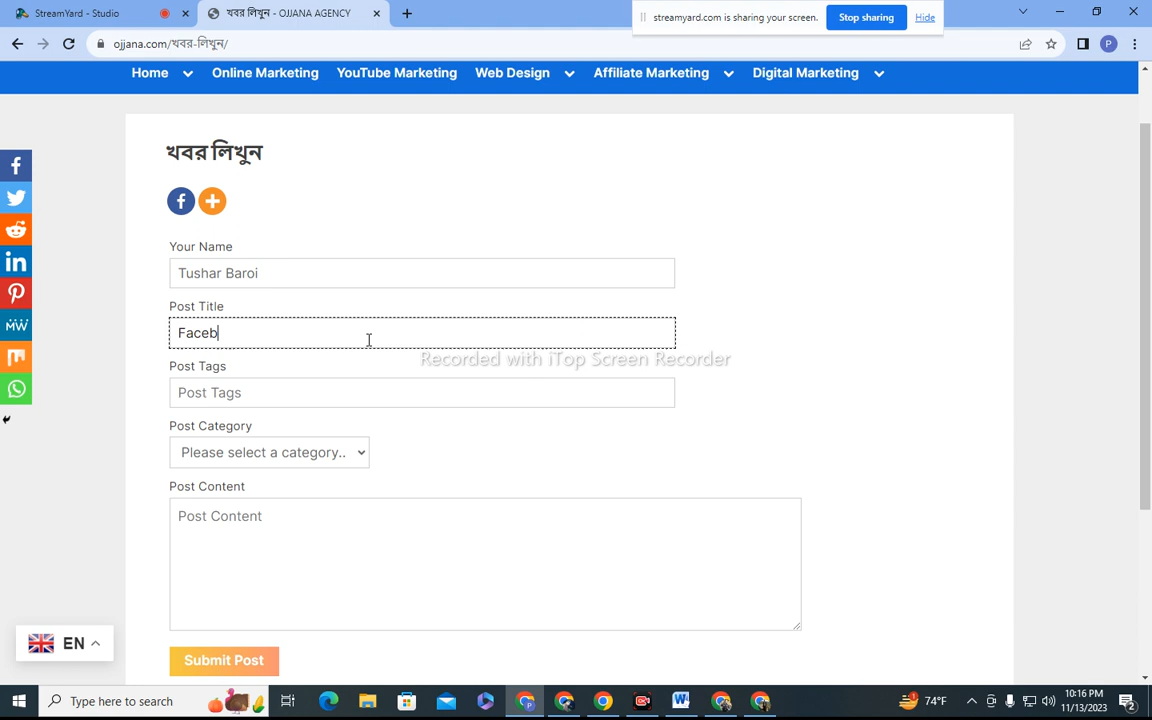 StreamYard - Studio
খবর লিখুন - OJJANA AGENCY
streamyard.com is sharing your screen.
Stop sharing
Hide
ojjana.com/খবর-লিখুন/
P
Home
Online Marketing
YouTube Marketing
Web Design
Affiliate Marketing
Digital Marketing
খবর লিখুন
Your Name
Tushar Baroi
Post Title
Faceb
Recorded with iTop Screen Recorder
Post Tags
Post Tags
Post Category
Please select a category..
Post Content
Post Content
MW
EN
Submit Post
Type here to search
74°F
10:16 PM
11/13/2023
2